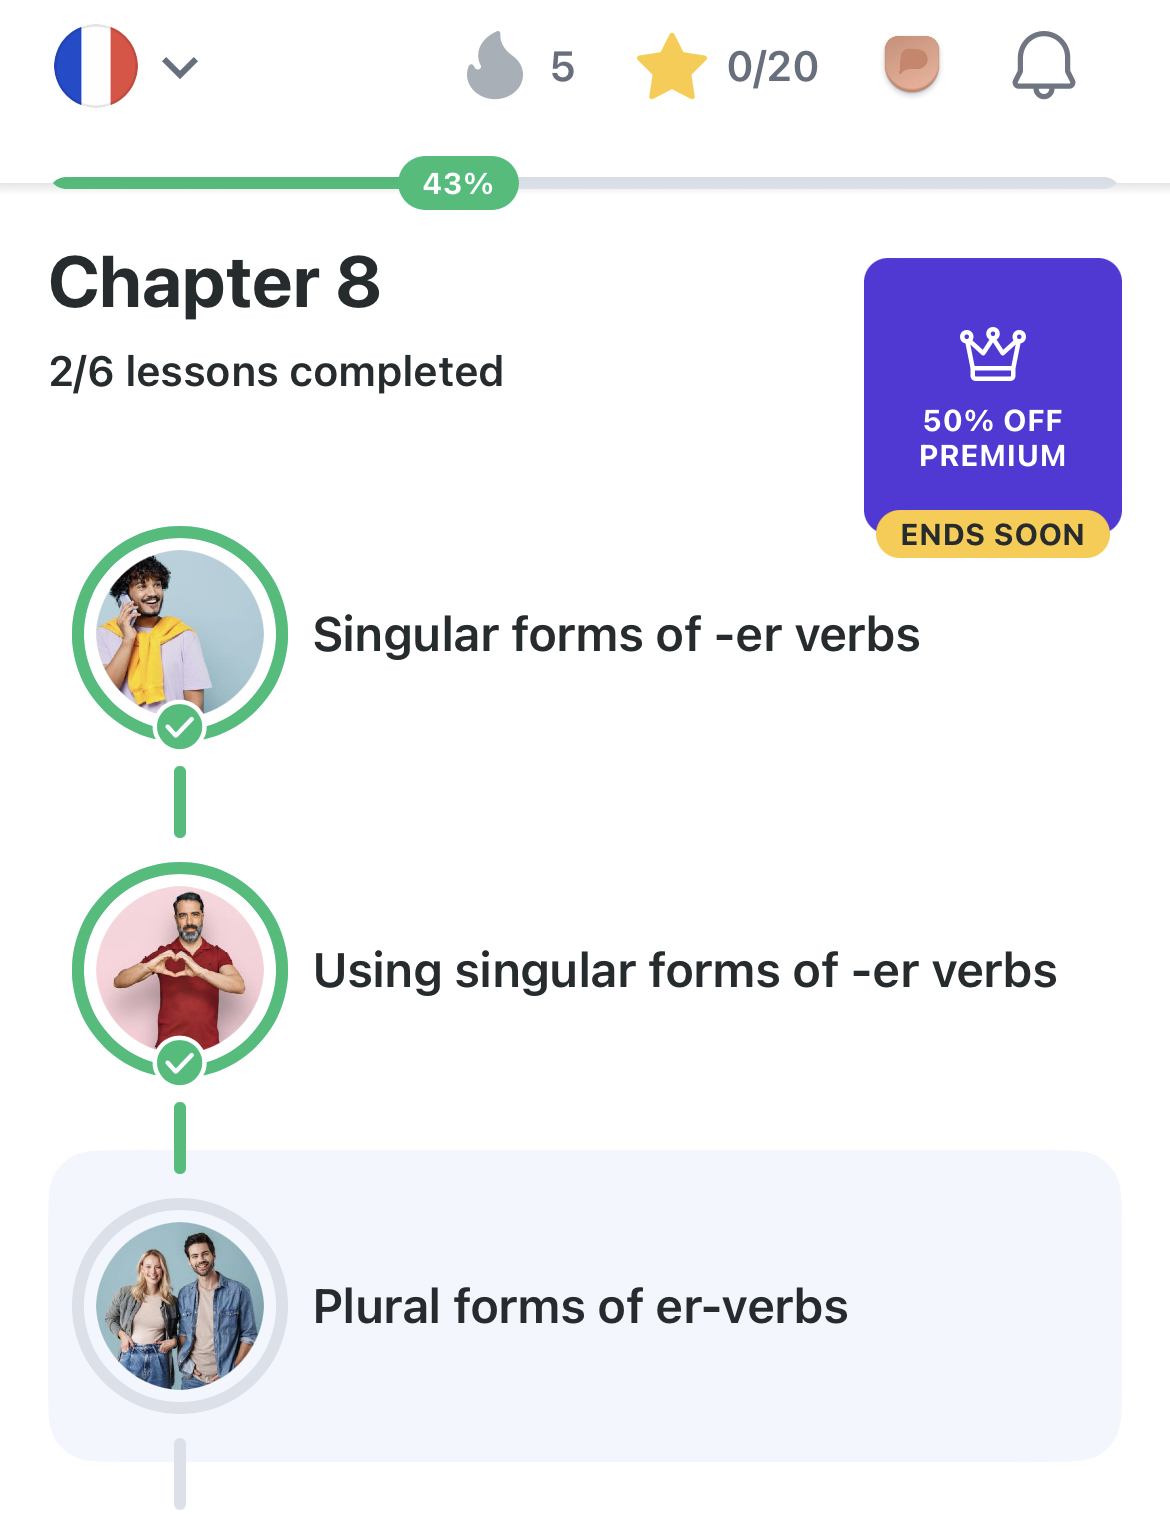 5
0/20
43%
Chapter 8
2/6 lessons completed
50% OFF
PREMIUM
ENDS SOON
Singular forms of -er verbs
Using singular forms of -er verbs
Plural forms of er-verbs